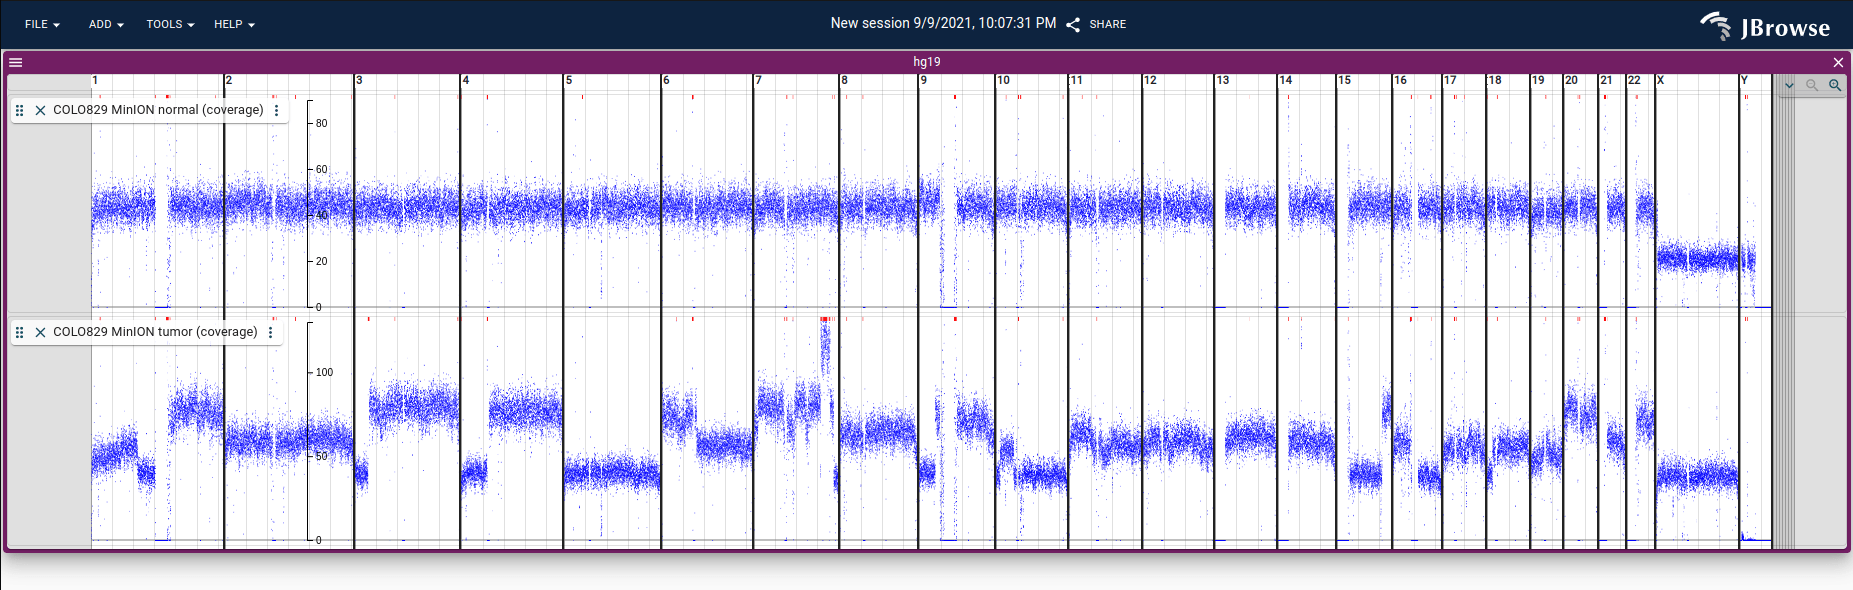 FILE ADD TOOLS HELP New session 9/9/2021, 10:07:31 PM SHARE JBrowse
hg19
1 2 3 4 5 6 7 8 9 10 11 12 13 14 15 16 17 18 19 20 21 22 X Y
COLO829 MinION normal (coverage)
80
60
40
20
0
COLO829 MinION tumor (coverage)
100
50
0